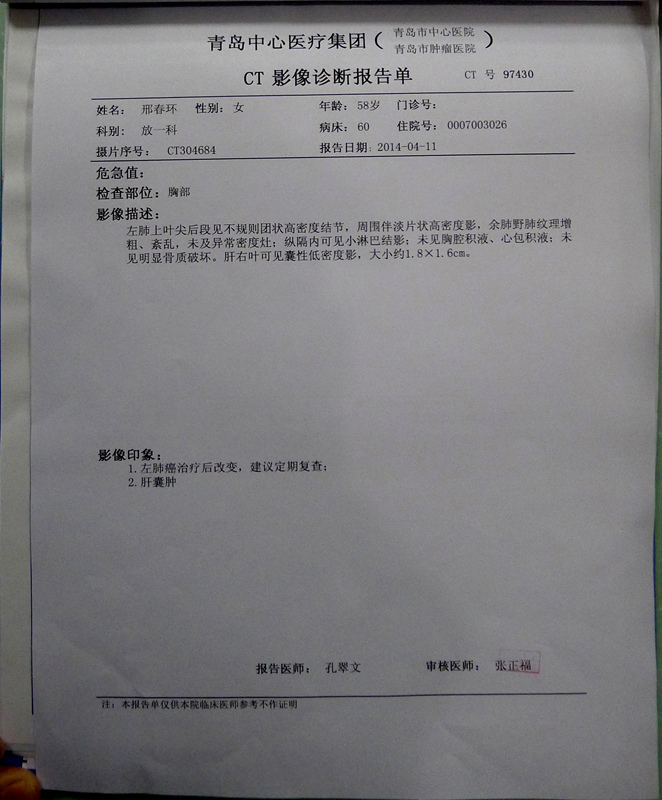 青岛中心医疗集团（青岛市中心医院 青岛市肿瘤医院）
CT 影像诊断报告单 CT 号 97430
姓名： 邢春环 性别：女 年龄：58岁 门诊号：
科别： 放一科 病床：60 住院号：0007003026
摄片序号： CT304684 报告日期：2014-04-11
危急值：
检查部位：胸部
影像描述：
左肺上叶尖后段见不规则团状高密度结节，周围伴淡片状高密度影，余肺野肺纹理增
粗、紊乱，未及异常密度灶；纵隔内可见小淋巴结影；未见胸腔积液、心包积液；未
见明显骨质破坏。肝右叶可见囊性低密度影，大小约1.8×1.6cm。
影像印象：
1.左肺癌治疗后改变，建议定期复查；
2.肝囊肿
报告医师： 孔翠文 审核医师： 张正福
注：本报告单仅供本院临床医师参考不作证明